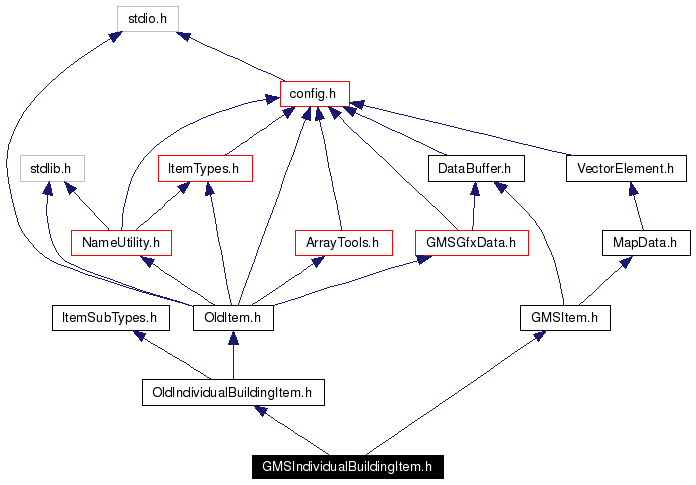 stdio.h
config.h
stdlib.h
ItemTypes.h
DataBuffer.h
VectorElement.h
NameUtility.h
ArrayTools.h
GMSGfxData.h
MapData.h
ItemSubTypes.h
OldItem.h
GMSItem.h
OldIndividualBuildingItem.h
GMSIndividualBuildingItem.h